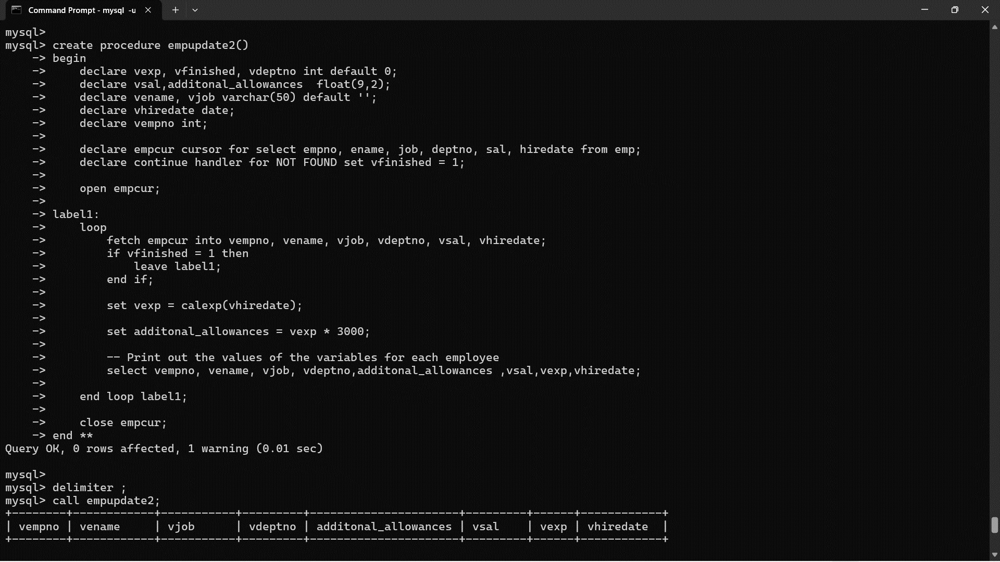 Command Prompt - mysql -u
mysql>
mysql> create procedure empupdate2()
    -> begin
    ->     declare vexp, vfinished, vdeptno int default 0;
    ->     declare vsal,additonal_allowances  float(9,2);
    ->     declare vename, vjob varchar(50) default '';
    ->     declare vhiredate date;
    ->     declare vempno int;
    ->
    ->     declare empcur cursor for select empno, ename, job, deptno, sal, hiredate from emp;
    ->     declare continue handler for NOT FOUND set vfinished = 1;
    ->
    ->     open empcur;
    ->
    -> label1:
    ->     loop
    ->         fetch empcur into vempno, vename, vjob, vdeptno, vsal, vhiredate;
    ->         if vfinished = 1 then
    ->             leave label1;
    ->         end if;
    ->
    ->         set vexp = calexp(vhiredate);
    ->
    ->         set additonal_allowances = vexp * 3000;
    ->
    ->         -- Print out the values of the variables for each employee
    ->         select vempno, vename, vjob, vdeptno,additonal_allowances ,vsal,vexp,vhiredate;
    ->
    ->     end loop label1;
    ->
    ->     close empcur;
    -> end **
Query OK, 0 rows affected, 1 warning (0.01 sec)
mysql>
mysql> delimiter ;
mysql> call empupdate2;
+--------+------------+-----------+---------+----------------------+---------+------+------------+
| vempno | vename     | vjob      | vdeptno | additonal_allowances | vsal    | vexp | vhiredate  |
+--------+------------+-----------+---------+----------------------+---------+------+------------+